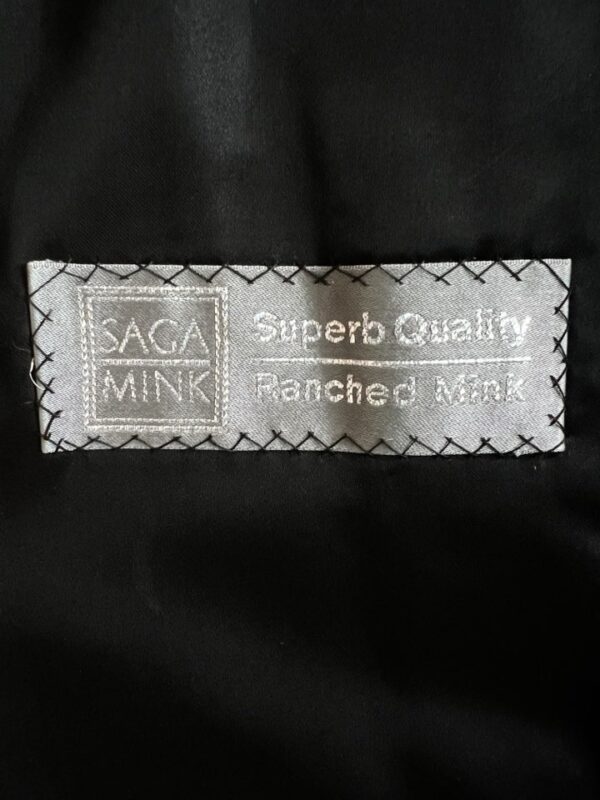 SAGA
MINK
Superb Quality
Ranched Mink